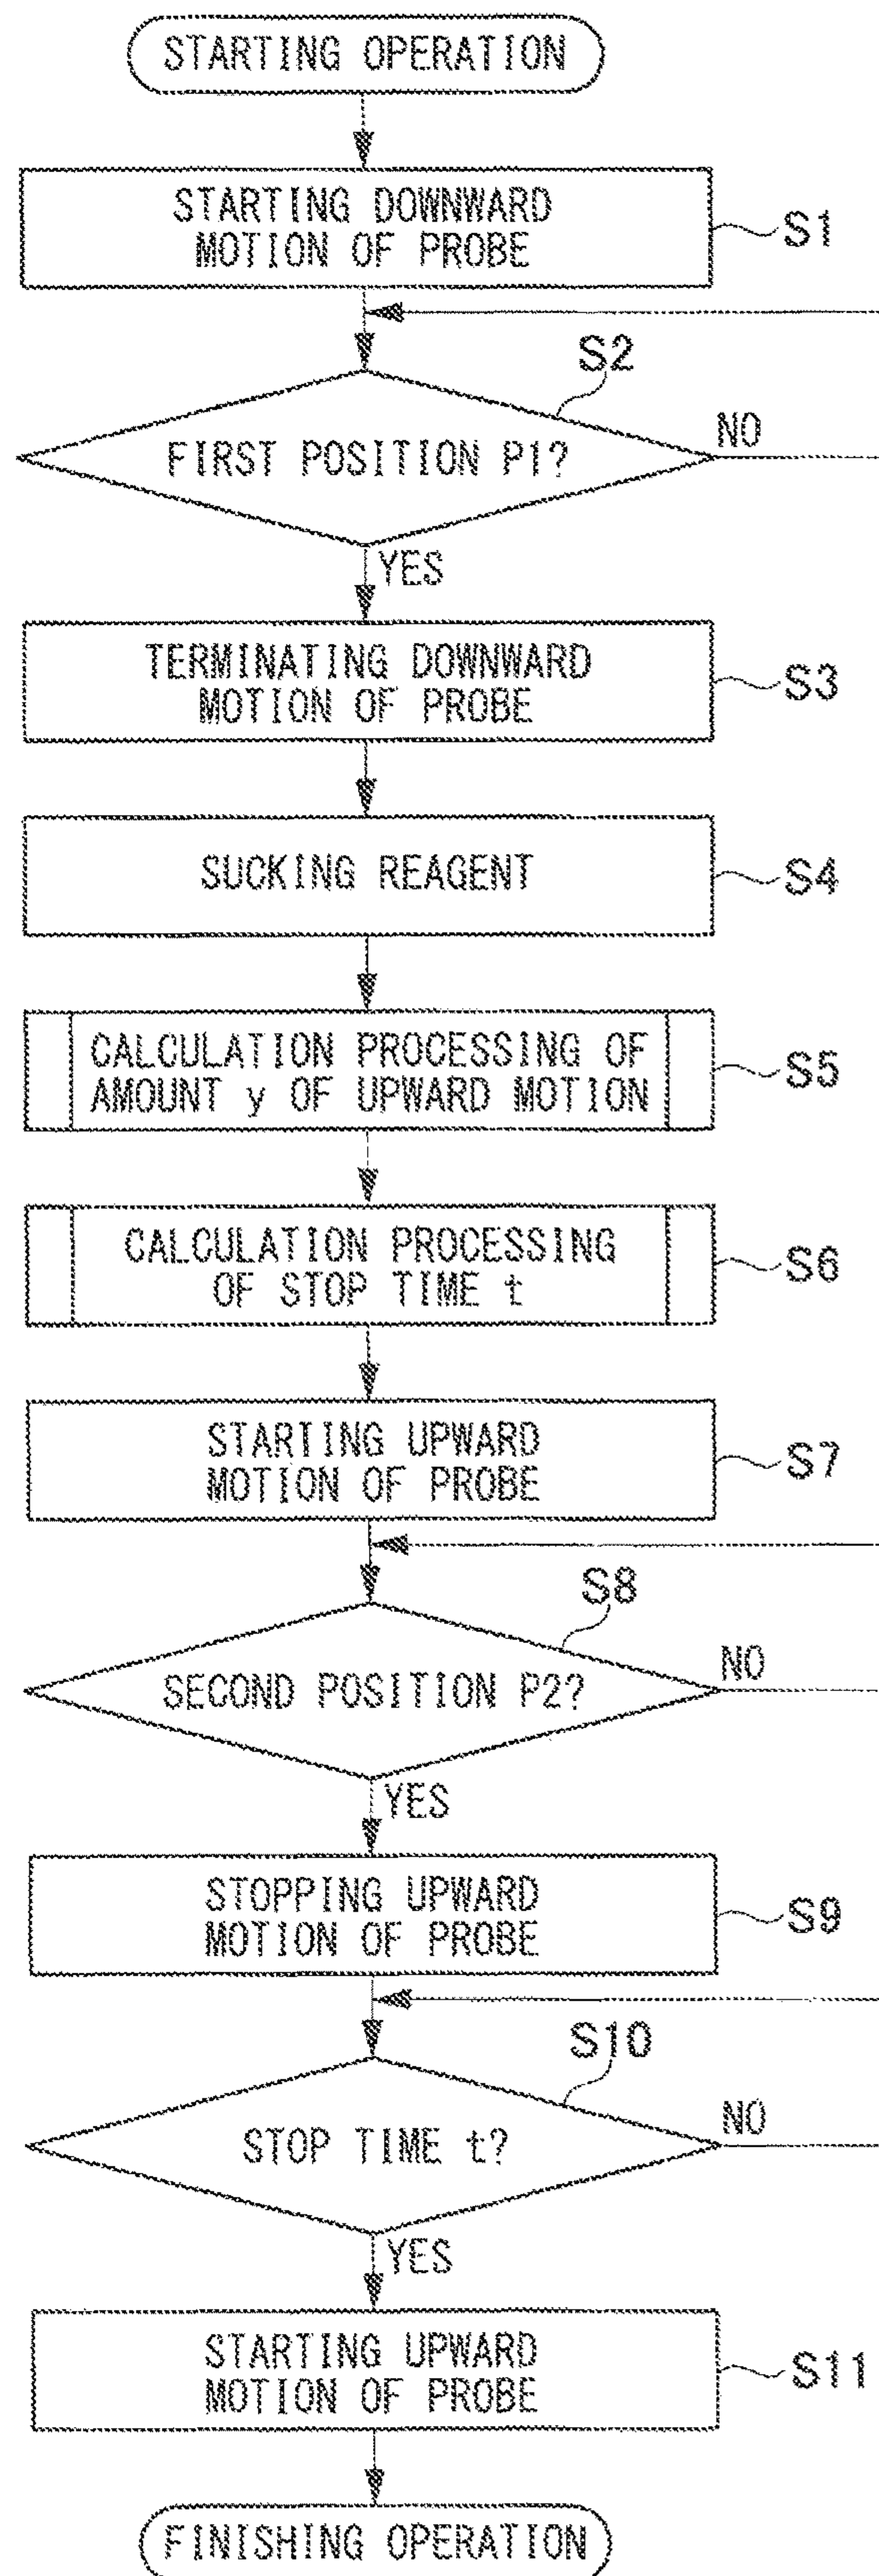 STARTING OPERATION
STARTING DOWNWARD
MOTION OF PROBE
S1
S2
FIRST POSITION P1?
NO
YES
TERMINATING DOWNWARD
MOTION OF PROBE
S3
SUCKING REAGENT
S4
CALCULATION PROCESSING OF
AMOUNT y OF UPWARD MOTION
S5
CALCULATION PROCESSING
OF STOP TIME t
S6
STARTING UPWARD
MOTION OF PROBE
S7
S8
SECOND POSITION P2?
NO
YES
STOPPING UPWARD
MOTION OF PROBE
S9
S10
STOP TIME t?
NO
YES
STARTING UPWARD
MOTION OF PROBE
S11
FINISHING OPERATION